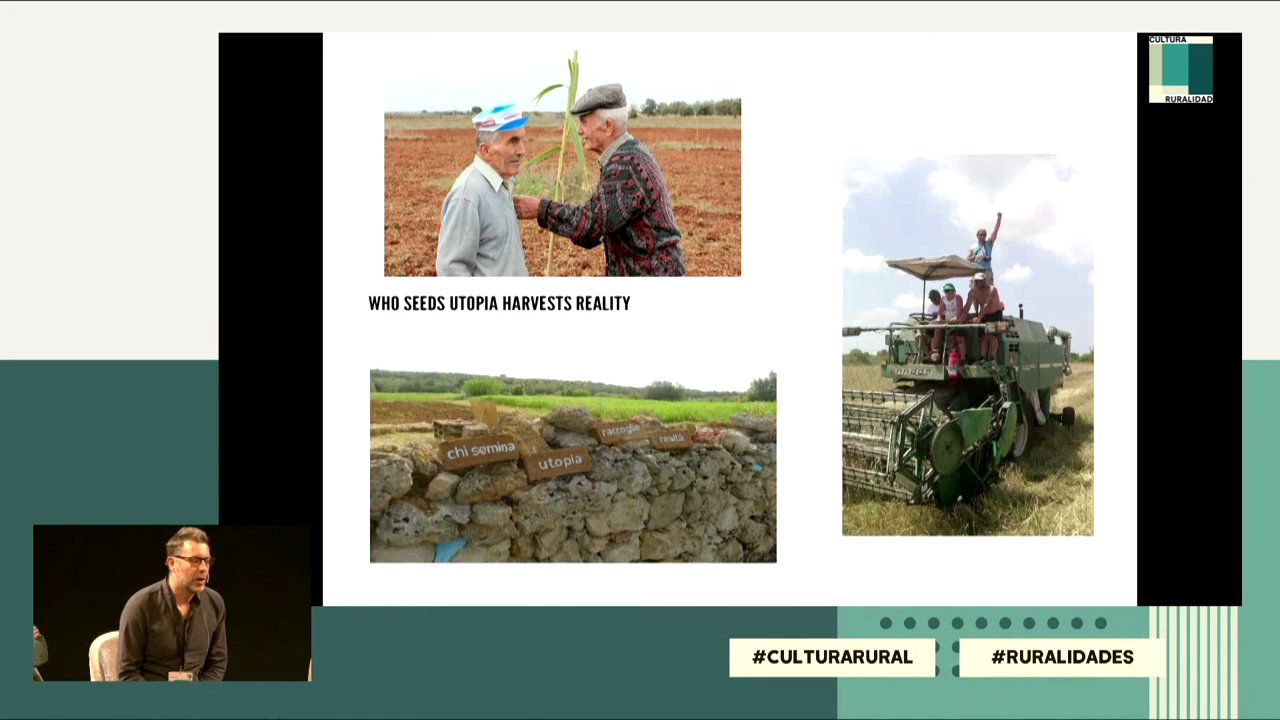 CULTURA
RURALIDAD
WHO SEEDS UTOPIA HARVESTS REALITY
chi semina
utopia
raccoglie
realtà
#CULTURARURAL
#RURALIDADES